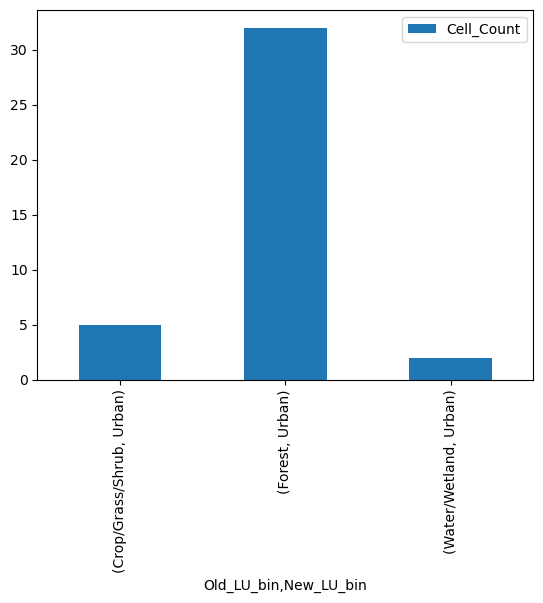 Cell_Count
30
25
20
15
10
5
0
(Crop/Grass/Shrub, Urban)
(Forest, Urban)
(Water/Wetland, Urban)
Old_LU_bin,New_LU_bin